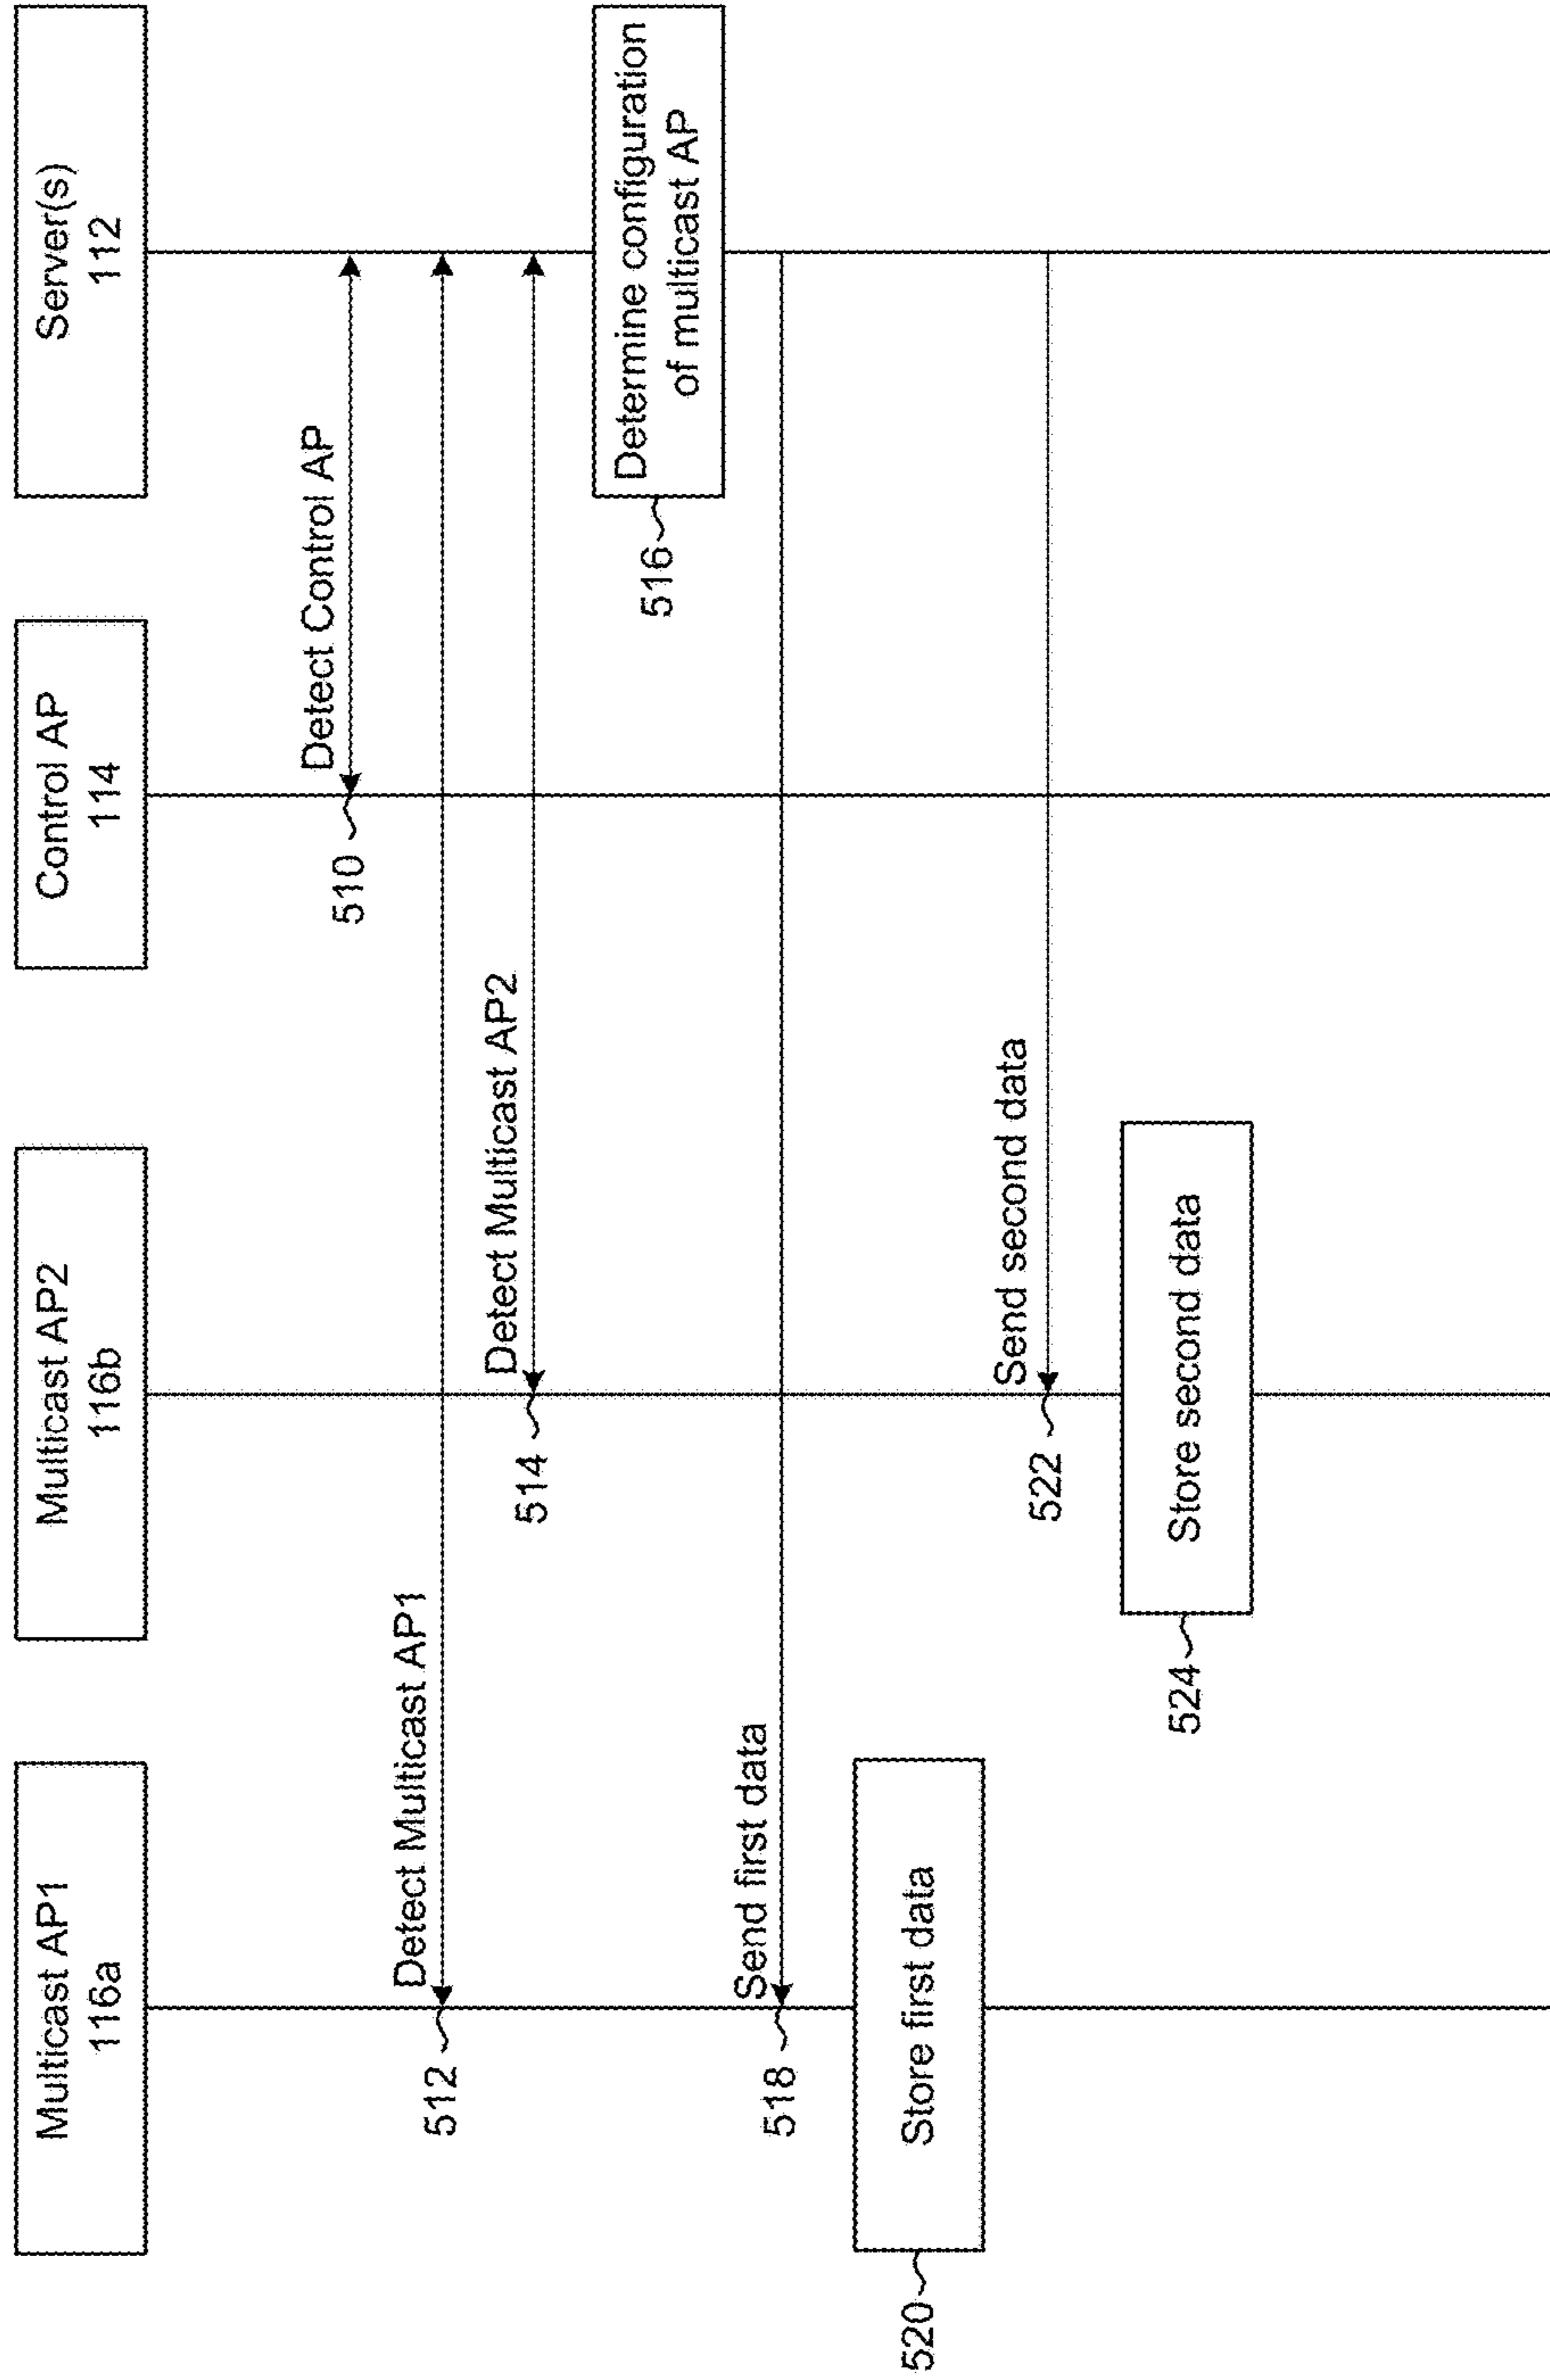 Multicast AP1
116a
Multicast AP2
116b
Control AP
114
Server(s)
112
Detect Control AP
510
Detect Multicast AP1
512
Detect Multicast AP2
514
Determine configuration
of multicast AP
516
Send first data
518
Store first data
520
Send second data
522
Store second data
524